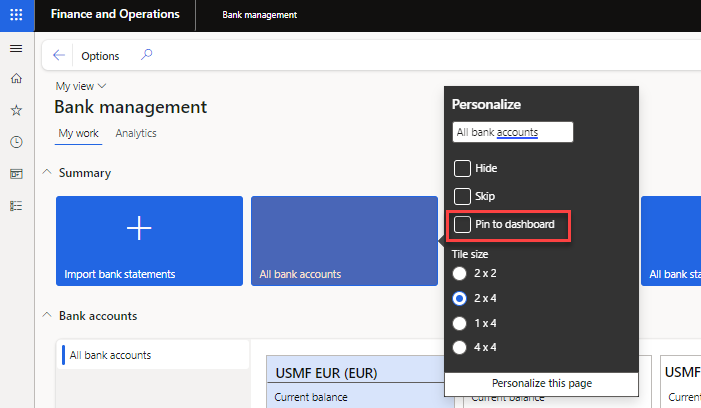 Finance and Operations
Bank management
Options
My view
Bank management
My work
Analytics
Summary
Import bank statements
All bank accounts
Personalize
All bank accounts
Hide
Skip
Pin to dashboard
Tile size
2 x 2
2 x 4
1 x 4
4 x 4
Personalize this page
All bank sta
Bank accounts
All bank accounts
USMF EUR (EUR)
Current balance
USMF
Current